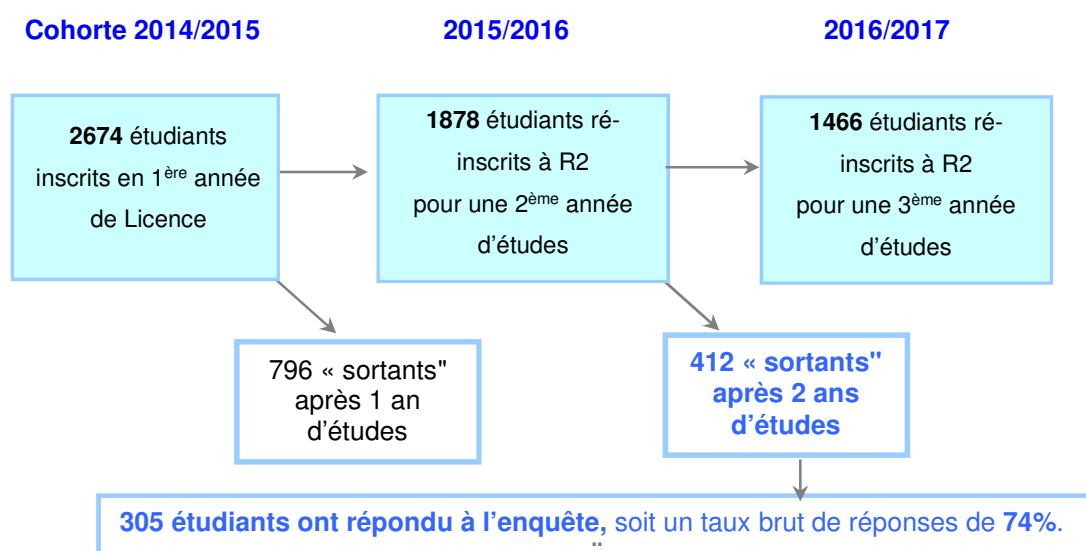 Cohorte 2014/2015
2015/2016
2016/2017
2674 étudiants
inscrits en 1ère année
de Licence
1878 étudiants ré-
inscrits à R2
pour une 2ème année
d'études
1466 étudiants ré-
inscrits à R2
pour une 3ème année
d'études
796 « sortants"
après 1 an
d'études
412 « sortants"
après 2 ans
d'études
305 étudiants ont répondu à l'enquête, soit un taux brut de réponses de 74%.